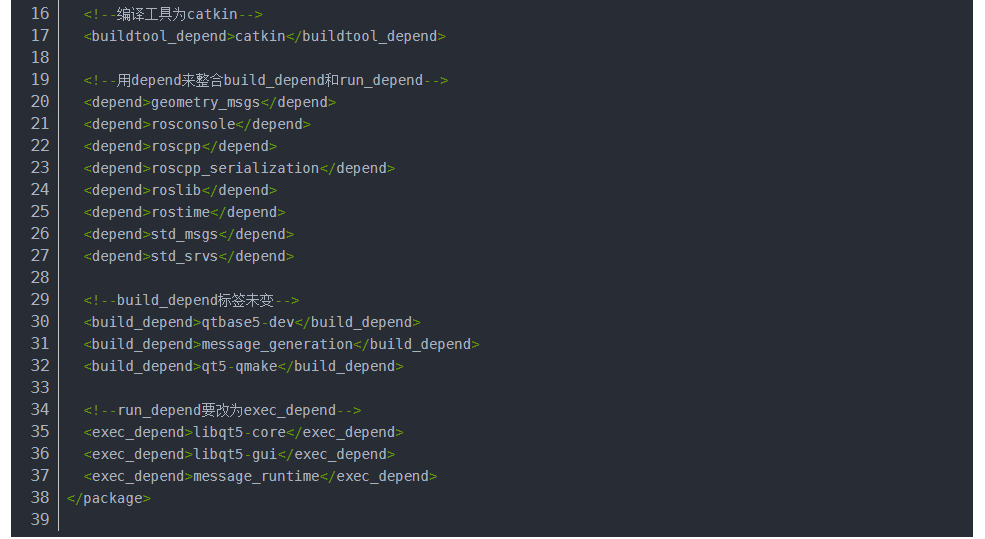 16 <!--编译工具为catkin-->
17 <buildtool_depend>catkin</buildtool_depend>
18
19 <!--用depend来整合build_depend和run_depend-->
20 <depend>geometry_msgs</depend>
21 <depend>rosconsole</depend>
22 <depend>roscpp</depend>
23 <depend>roscpp_serialization</depend>
24 <depend>roslib</depend>
25 <depend>rostime</depend>
26 <depend>std_msgs</depend>
27 <depend>std_srvs</depend>
28
29 <!--build_depend标签未变-->
30 <build_depend>qtbase5-dev</build_depend>
31 <build_depend>message_generation</build_depend>
32 <build_depend>qt5-qmake</build_depend>
33
34 <!--run_depend要改为exec_depend-->
35 <exec_depend>libqt5-core</exec_depend>
36 <exec_depend>libqt5-gui</exec_depend>
37 <exec_depend>message_runtime</exec_depend>
38 </package>
39